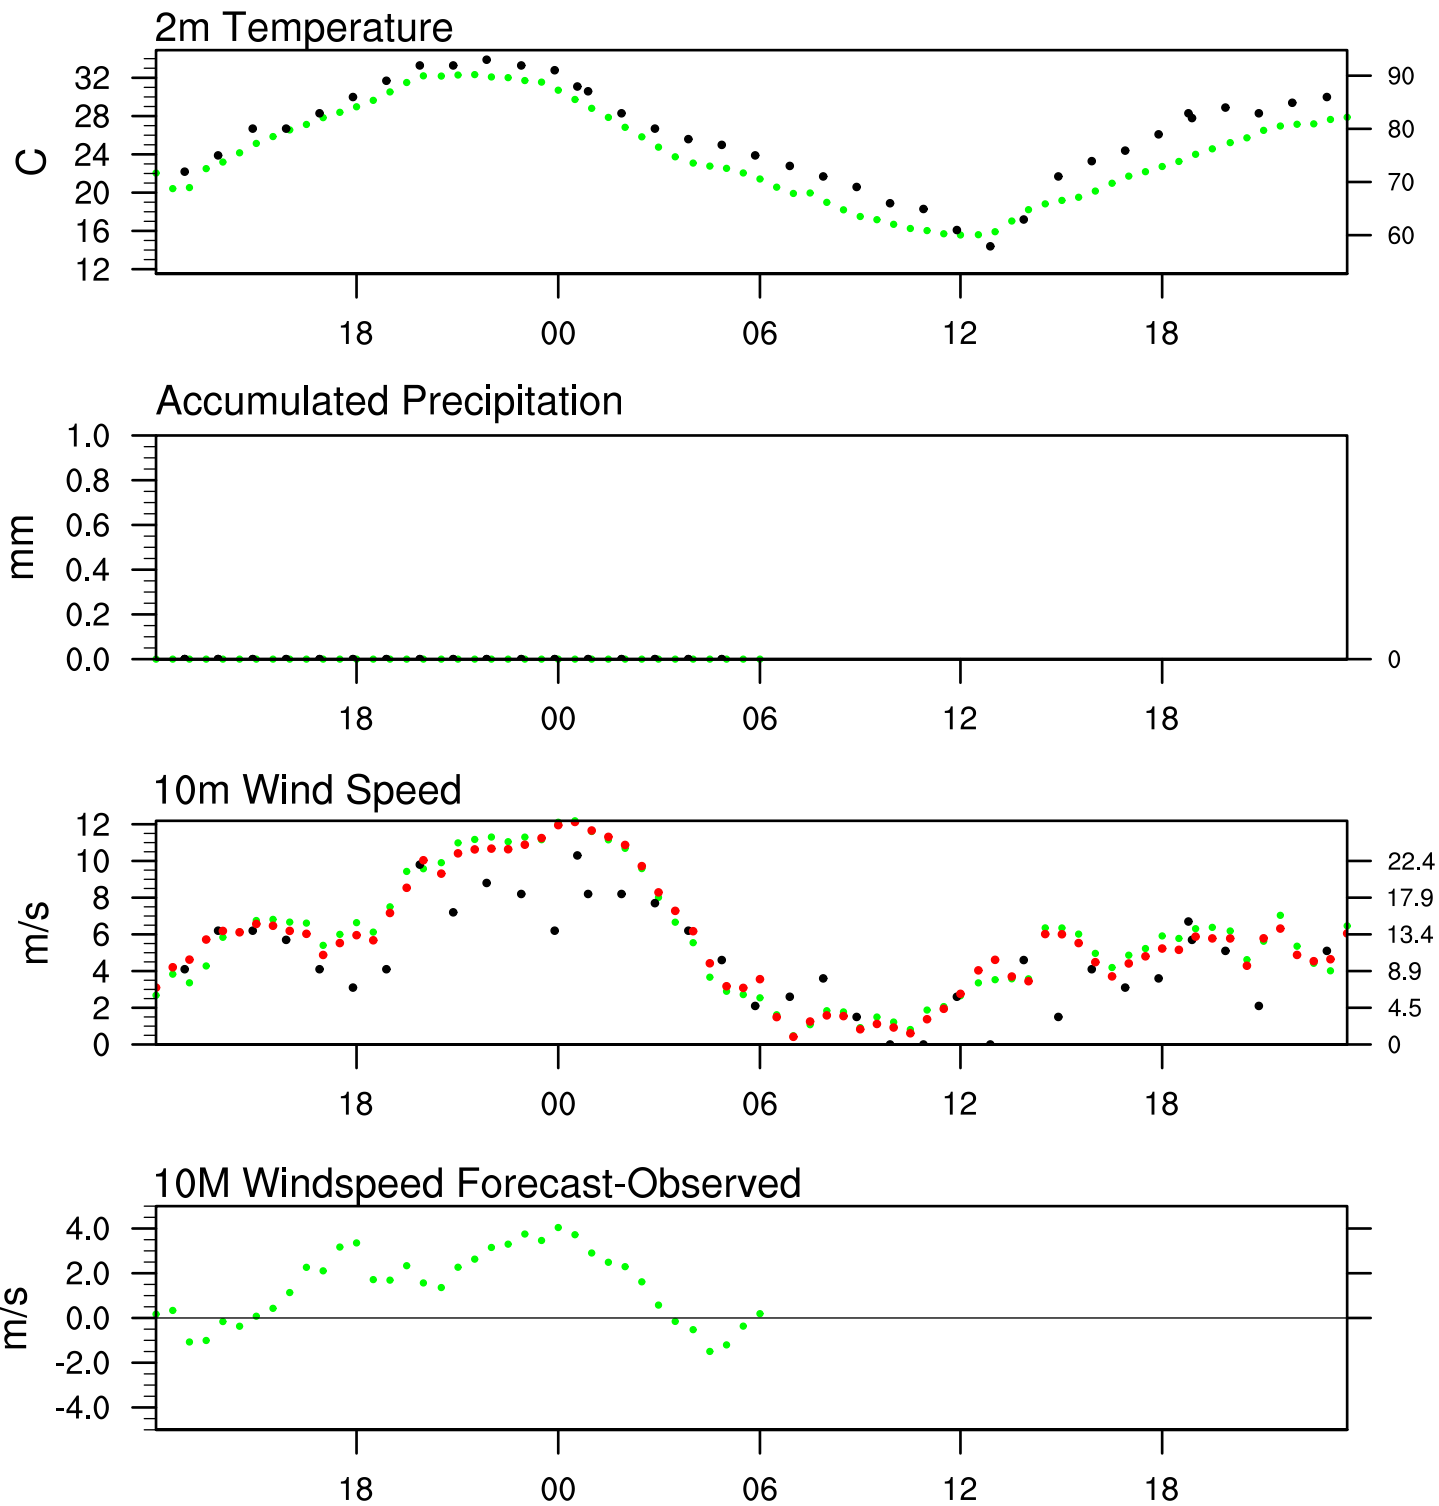 2m Temperature
32 90
28
24 80
C
20 70
16
12 60
18 00 06 12 18
Accumulated Precipitation
1.0
0.8
0.6
mm
0.4
0.2
0.0 0
18 00 06 12 18
10m Wind Speed
12
10 22.4
8 17.9
m/s
6 13.4
4 8.9
2 4.5
0 0
18 00 06 12 18
10M Windspeed Forecast-Observed
4.0
2.0
m/s
0.0
-2.0
-4.0
18 00 06 12 18